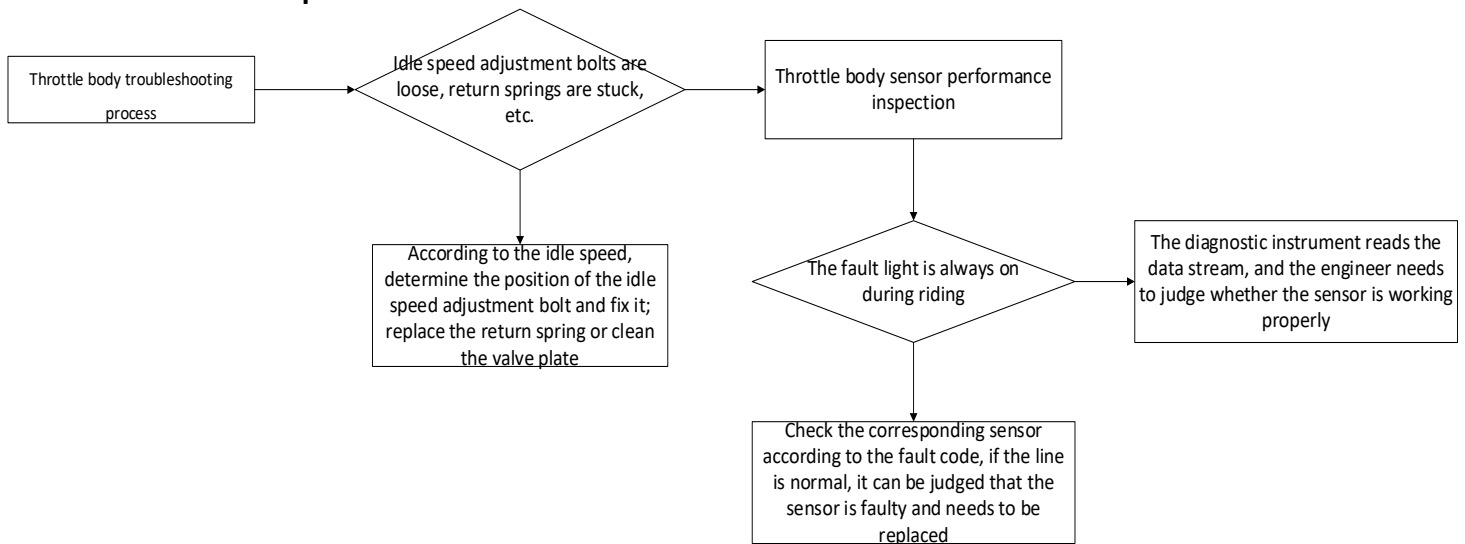 Throttle body troubleshooting
process
Idle speed adjustment bolts are
loose, return springs are stuck,
etc.
Throttle body sensor performance
inspection
According to the idle speed,
determine the position of the idle
speed adjustment bolt and fix it;
replace the return spring or clean
the valve plate
The fault light is always on
during riding
The diagnostic instrument reads the
data stream, and the engineer needs
to judge whether the sensor is working
properly
Check the corresponding sensor
according to the fault code, if the line
is normal, it can be judged that the
sensor is faulty and needs to be
replaced